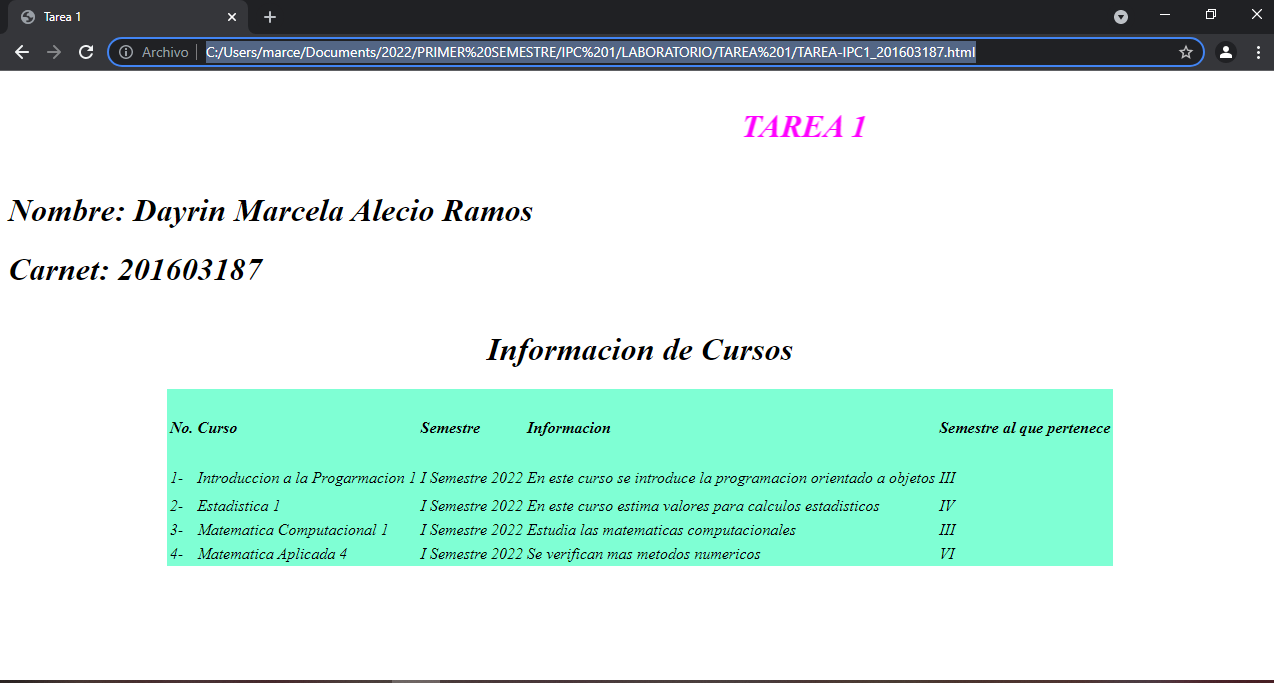 Tarea 1
Archivo C:/Users/marce/Documents/2022/PRIMER%20SEMESTRE/IPC%201/LABORATORIO/TAREA%201/TAREA-IPC1_201603187.html
TAREA 1
Nombre: Dayrin Marcela Alecio Ramos
Carnet: 201603187
Informacion de Cursos
No. Curso Semestre Informacion Semestre al que pertenece
1- Introduccion a la Progarmacion 1 I Semestre 2022 En este curso se introduce la programacion orientado a objetos III
2- Estadistica 1 I Semestre 2022 En este curso estima valores para calculos estadisticos IV
3- Matematica Computacional 1 I Semestre 2022 Estudia las matematicas computacionales III
4- Matematica Aplicada 4 I Semestre 2022 Se verifican mas metodos numericos VI